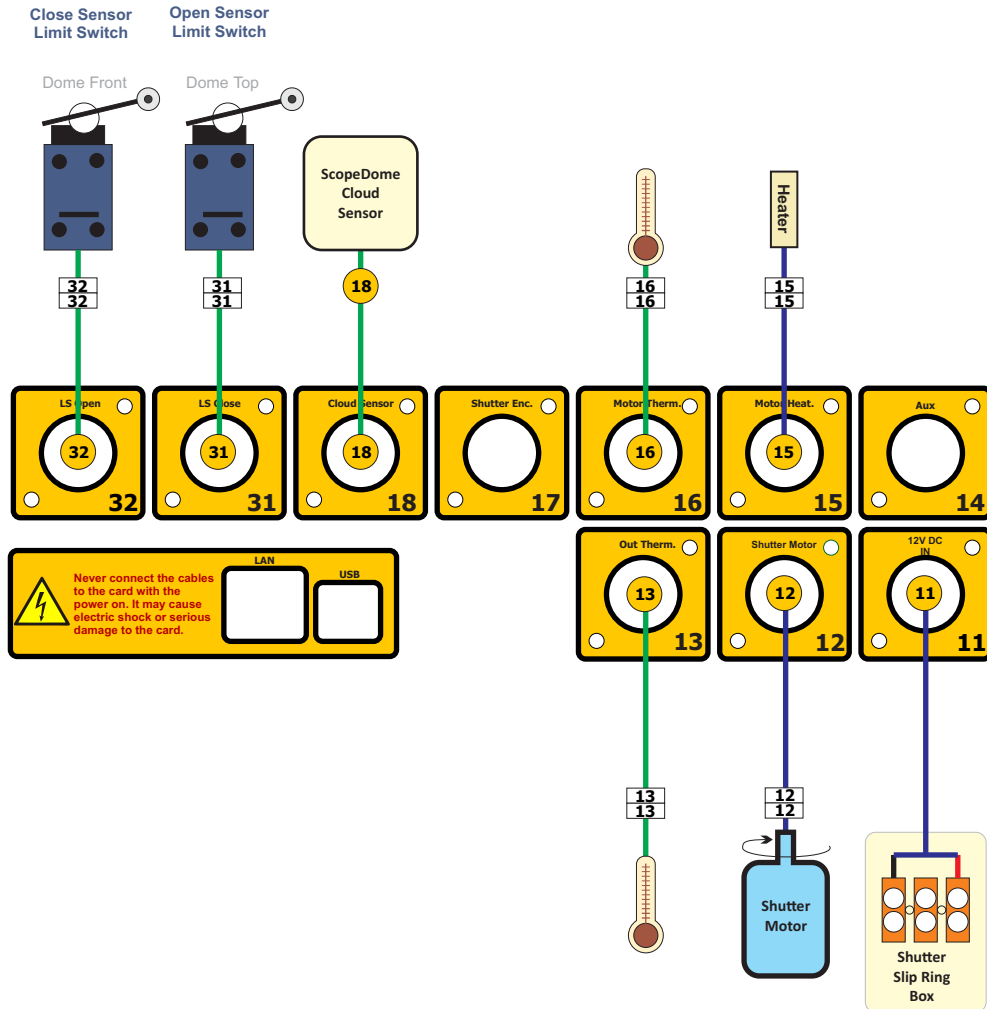 Close Sensor
Limit Switch
Open Sensor
Limit Switch
Dome Front
Dome Top
ScopeDome
Cloud
Sensor
Heater
32
32
31
31
18
16
16
15
15
LS Open
32
32
LS Close
31
31
Cloud Sensor
18
18
Shutter Enc.
17
Motor Therm.
16
16
Motor Heat.
15
15
Aux
14
Never connect the cables
to the card with the
power on. It may cause
electric shock or serious
damage to the card.
LAN
USB
Out Therm.
13
13
Shutter Motor
12
12
12V DC
IN
11
11
13
13
12
12
Shutter
Motor
Shutter
Slip Ring
Box